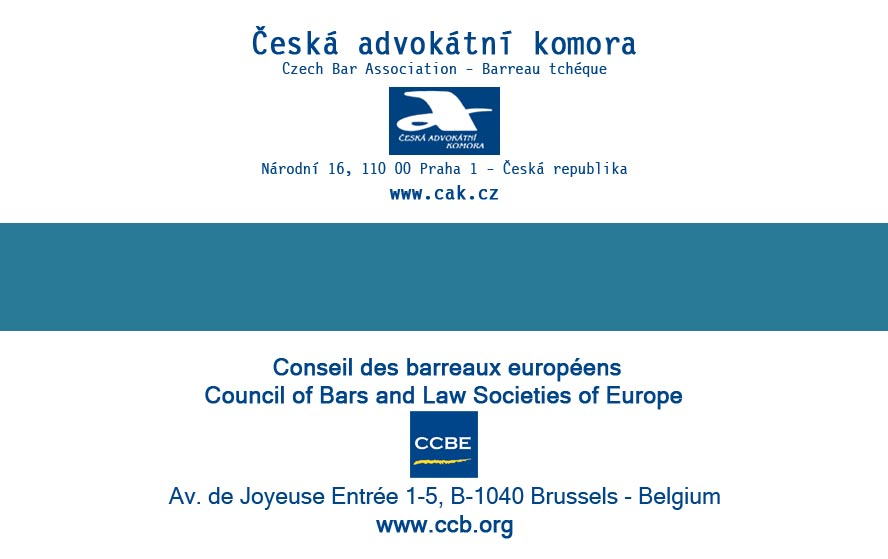 Česká advokátní komora
Czech Bar Association - Barreau tchéque
ČESKÁ ADVOKÁTNÍ
KOMORA
Národní 16, 110 00 Praha 1 - Česká republika
www.cak.cz
Conseil des barreaux européens
Council of Bars and Law Societies of Europe
CCBE
Av. de Joyeuse Entrée 1-5, B-1040 Brussels - Belgium
www.ccb.org